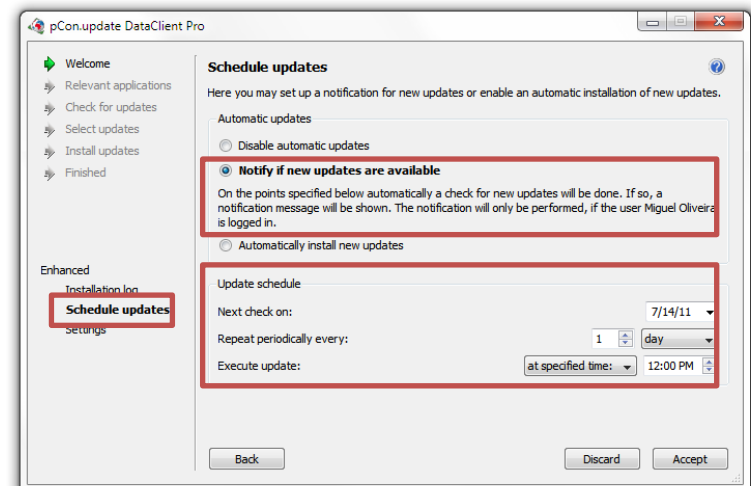 pCon.update DataClient Pro
Welcome
Relevant applications
Check for updates
Select updates
Install updates
Finished
Enhanced
Installation log
Schedule updates
Settings
Schedule updates
Here you may set up a notification for new updates or enable an automatic installation of new updates.
Automatic updates
Disable automatic updates
Notify if new updates are available
On the points specified below automatically a check for new updates will be done. If so, a
notification message will be shown. The notification will only be performed, if the user Miguel Oliveira
is logged in.
Automatically install new updates
Update schedule
Next check on: 7/14/11
Repeat periodically every: 1 day
Execute update: at specified time: 12:00 PM
Back Discard Accept